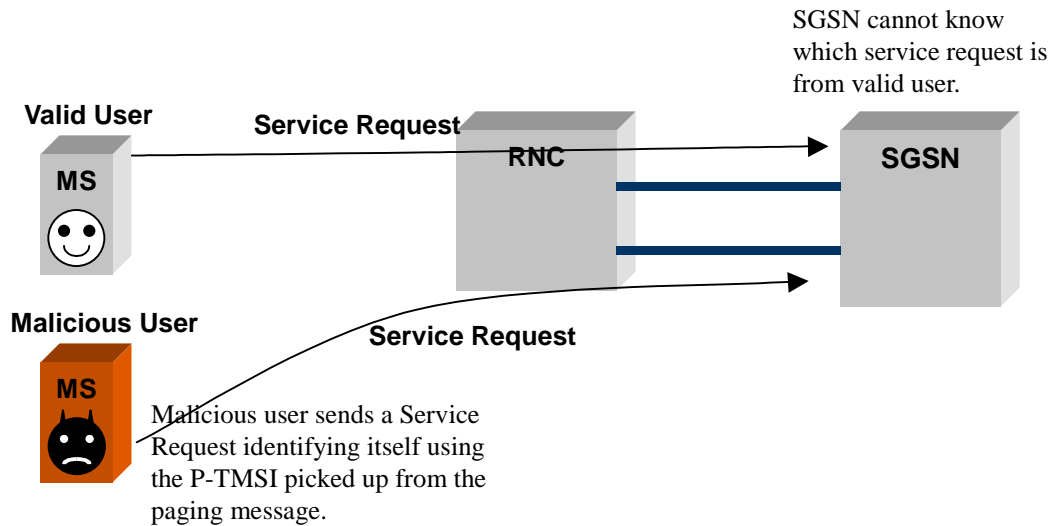 SGSN cannot know
which service request is
from valid user.
Valid User
Service Request
RNC
SGSN
MS
Malicious User
Service Request
MS
Malicious user sends a Service
Request identifying itself using
the P-TMSI picked up from the
paging message.